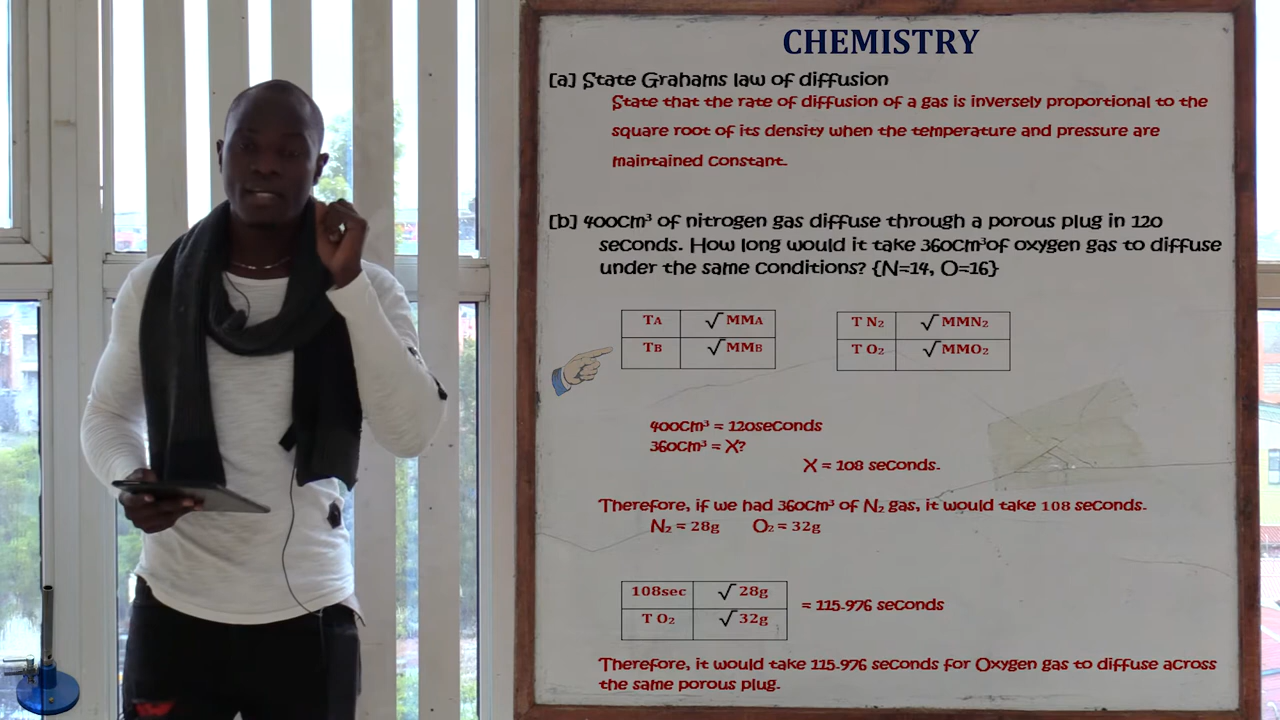 CHEMISTRY
[a] State Grahams law of diffusion
State that the rate of diffusion of a gas is inversely proportional to the
square root of its density when the temperature and pressure are
maintained constant.
[b] 400cm³ of nitrogen gas diffuse through a porous plug in 120
seconds. How long would it take 360cm³of oxygen gas to diffuse
under the same conditions? {N=14, O=16}
TA √MMA
TB √MMB
T N₂ √MMN₂
T O₂ √MMO₂
400cm³ = 120seconds
360cm³ = X?
X = 108 seconds.
Therefore, if we had 360cm³ of N₂ gas, it would take 108 seconds.
N₂ = 28g O₂ = 32g
108sec √28g
T O₂ √32g
= 115.976 seconds
Therefore, it would take 115.976 seconds for Oxygen gas to diffuse across
the same porous plug.